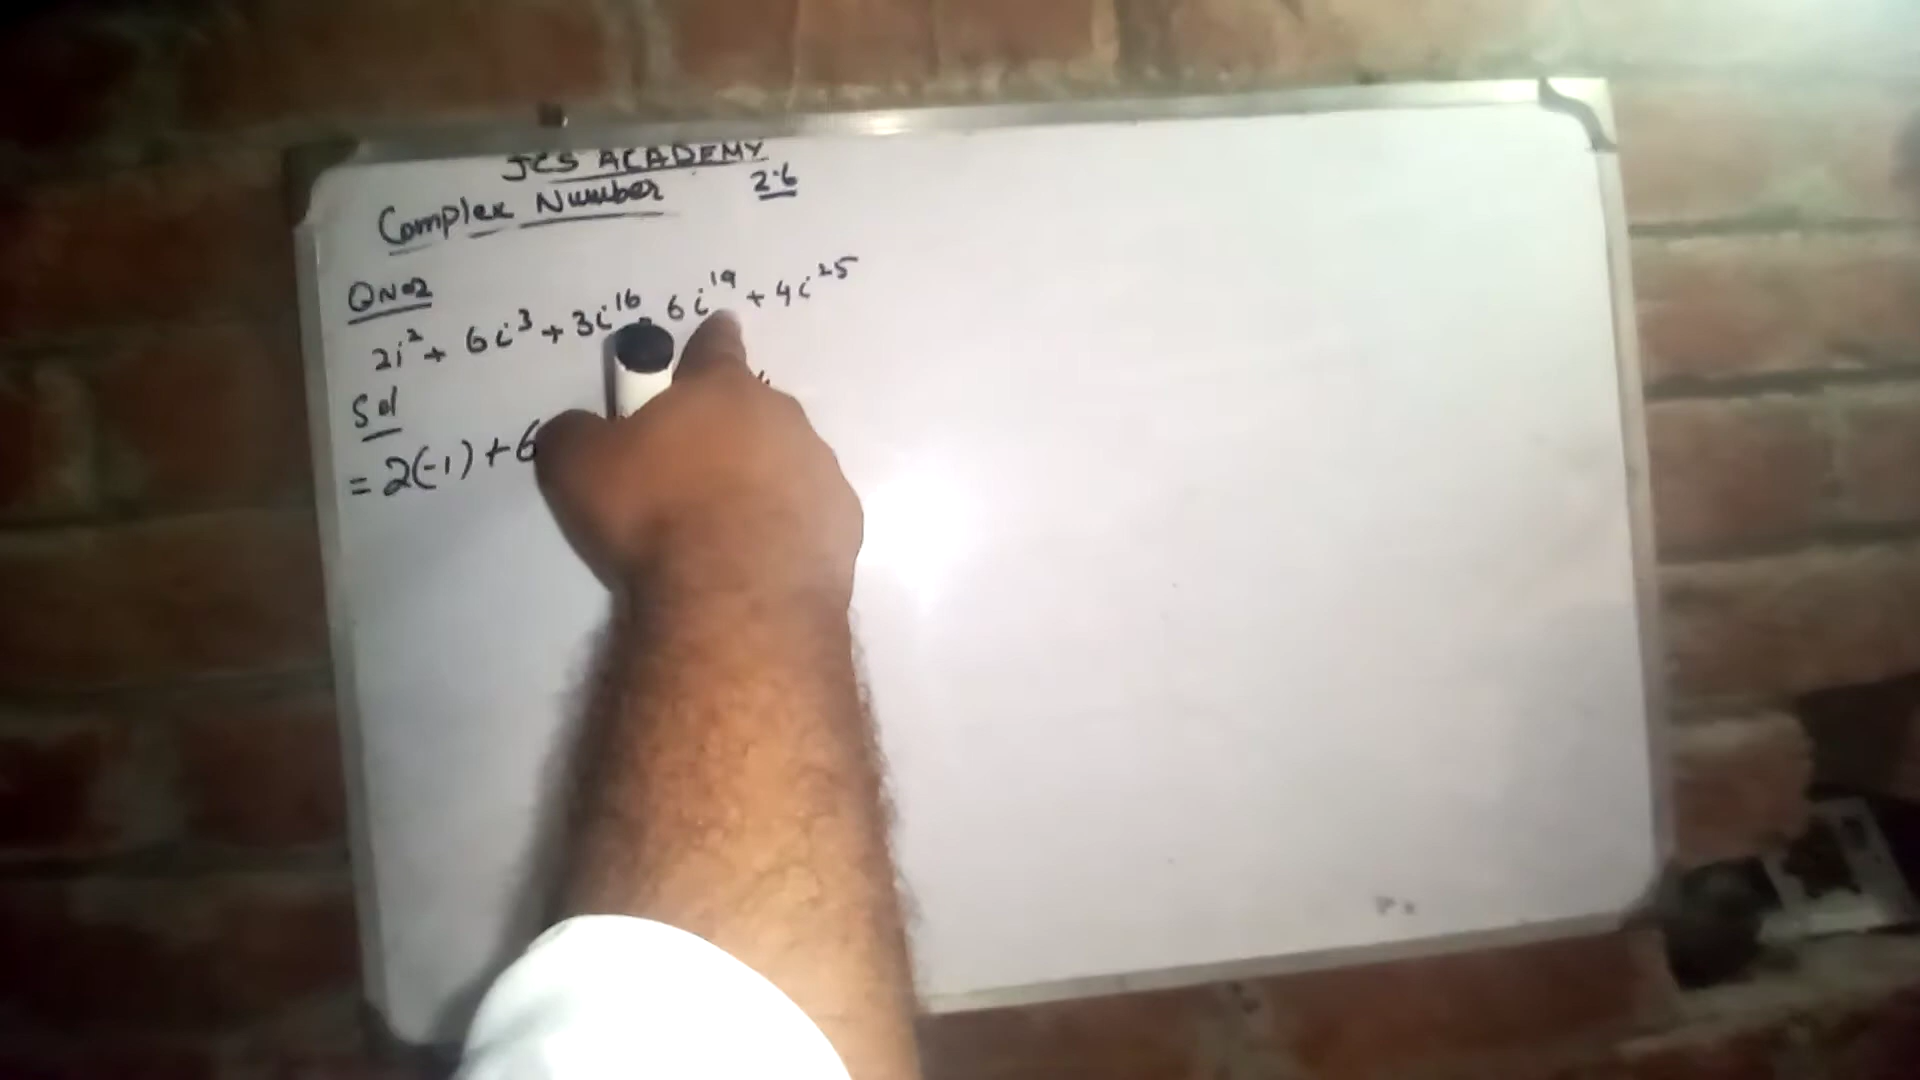 JCS ACADEMY
Complex Number 2.6
QNo2
2i² + 6i³ + 3i¹⁶ - 6i¹⁹ + 4i²⁵
Sol
= 2(-1) + 6